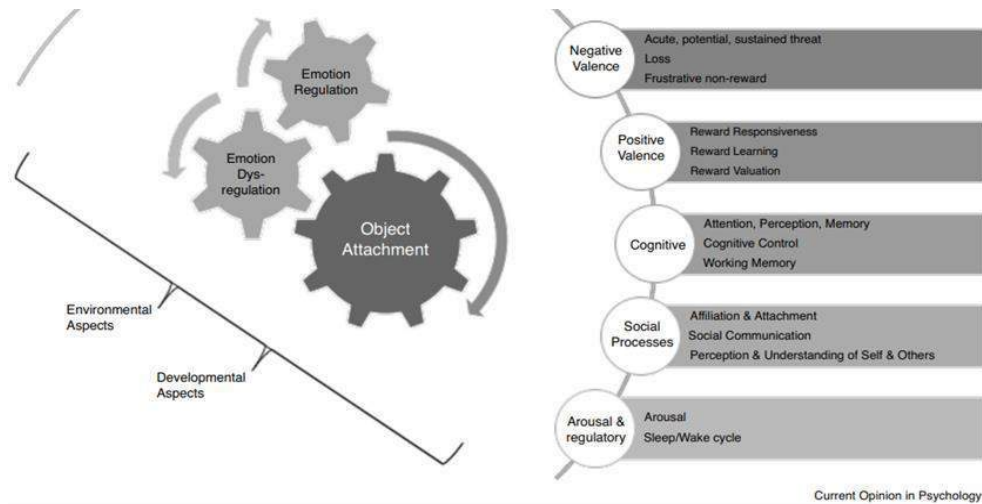 Emotion
Regulation
Emotion
Dys-
regulation
Object
Attachment
Environmental
Aspects
Developmental
Aspects
Negative
Valence
Acute, potential, sustained threat
Loss
Frustrative non-reward
Positive
Valence
Reward Responsiveness
Reward Learning
Reward Valuation
Cognitive
Attention, Perception, Memory
Cognitive Control
Working Memory
Social
Processes
Affiliation & Attachment
Social Communication
Perception & Understanding of Self & Others
Arousal &
regulatory
Arousal
Sleep/Wake cycle
Current Opinion in Psychology